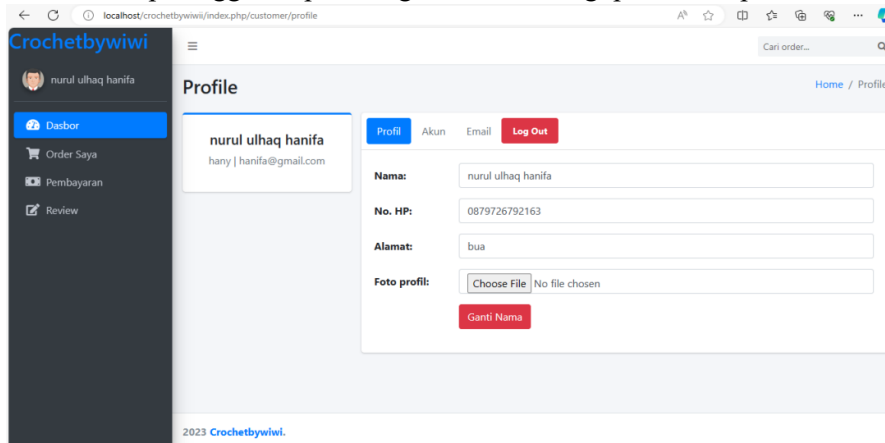 localhost/crochetbywiwii/index.php/customer/profile
Crochetbywiwi
Cari order...
nurul ulhaq hanifa
Profile
Home / Profile
Dasbor
Order Saya
Pembayaran
Review
nurul ulhaq hanifa
hany | hanifa@gmail.com
Profil Akun Email Log Out
Nama: nurul ulhaq hanifa
No. HP: 0879726792163
Alamat: bua
Foto profil: Choose File No file chosen
Ganti Nama
2023 Crochetbywiwi.